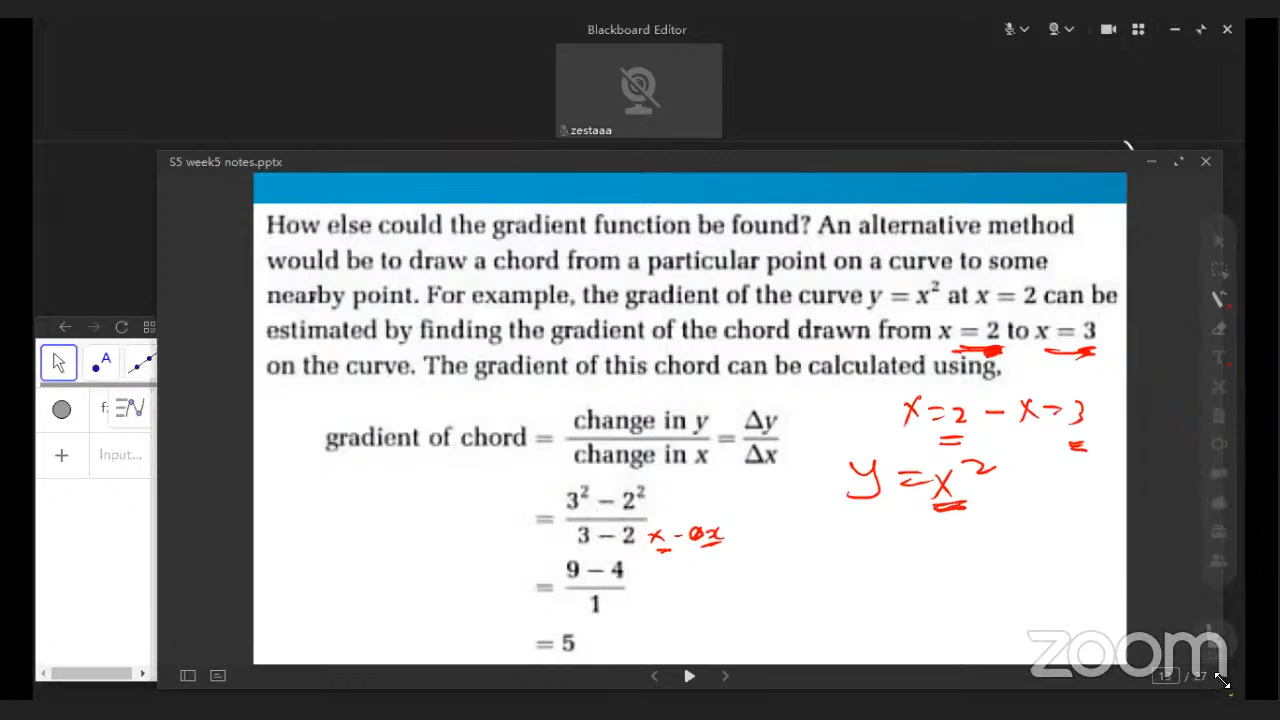 Blackboard Editor
zestaaa
S5 week5 notes.pptx
How else could the gradient function be found? An alternative method
would be to draw a chord from a particular point on a curve to some
nearby point. For example, the gradient of the curve y = x² at x = 2 can be
estimated by finding the gradient of the chord drawn from x = 2 to x = 3
on the curve. The gradient of this chord can be calculated using,
gradient of chord = change in y / change in x = Δy / Δx
x = 2 – x = 3
y = x²
= 3² – 2² / 3 – 2
= 9 – 4 / 1
= 5
A
f:
+ Input...
zoom
/ 27